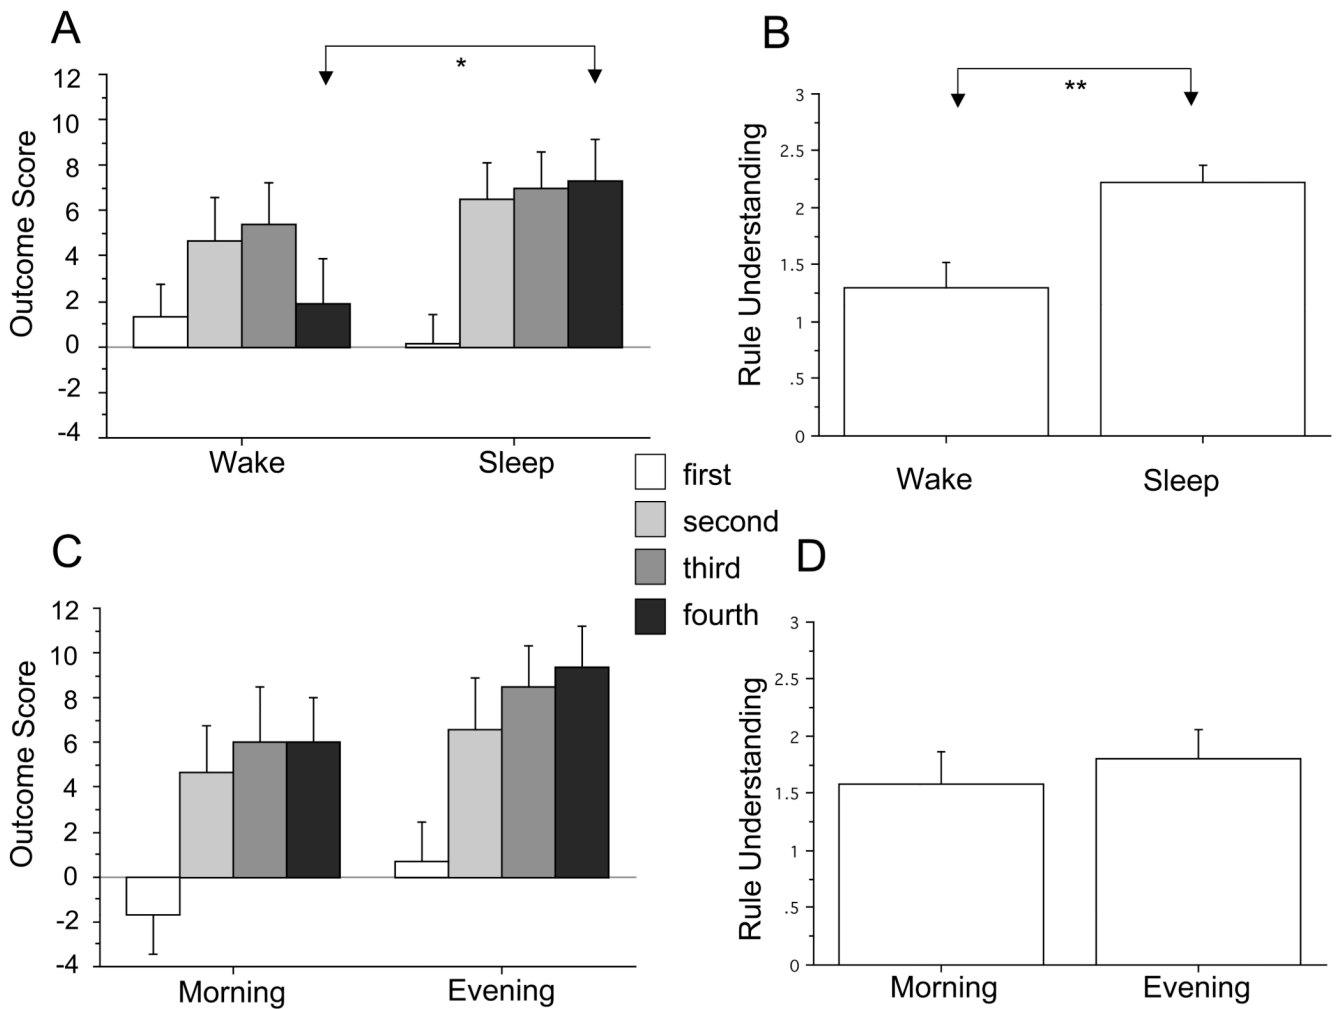 A
*
12
10
8
6
4
2
0
-2
-4
Outcome Score
Wake
Sleep
B
**
3
2.5
2
1.5
1
.5
0
Rule Understanding
Wake
Sleep
first
second
third
fourth
C
12
10
8
6
4
2
0
-2
-4
Outcome Score
Morning
Evening
D
3
2.5
2
1.5
1
.5
0
Rule Understanding
Morning
Evening